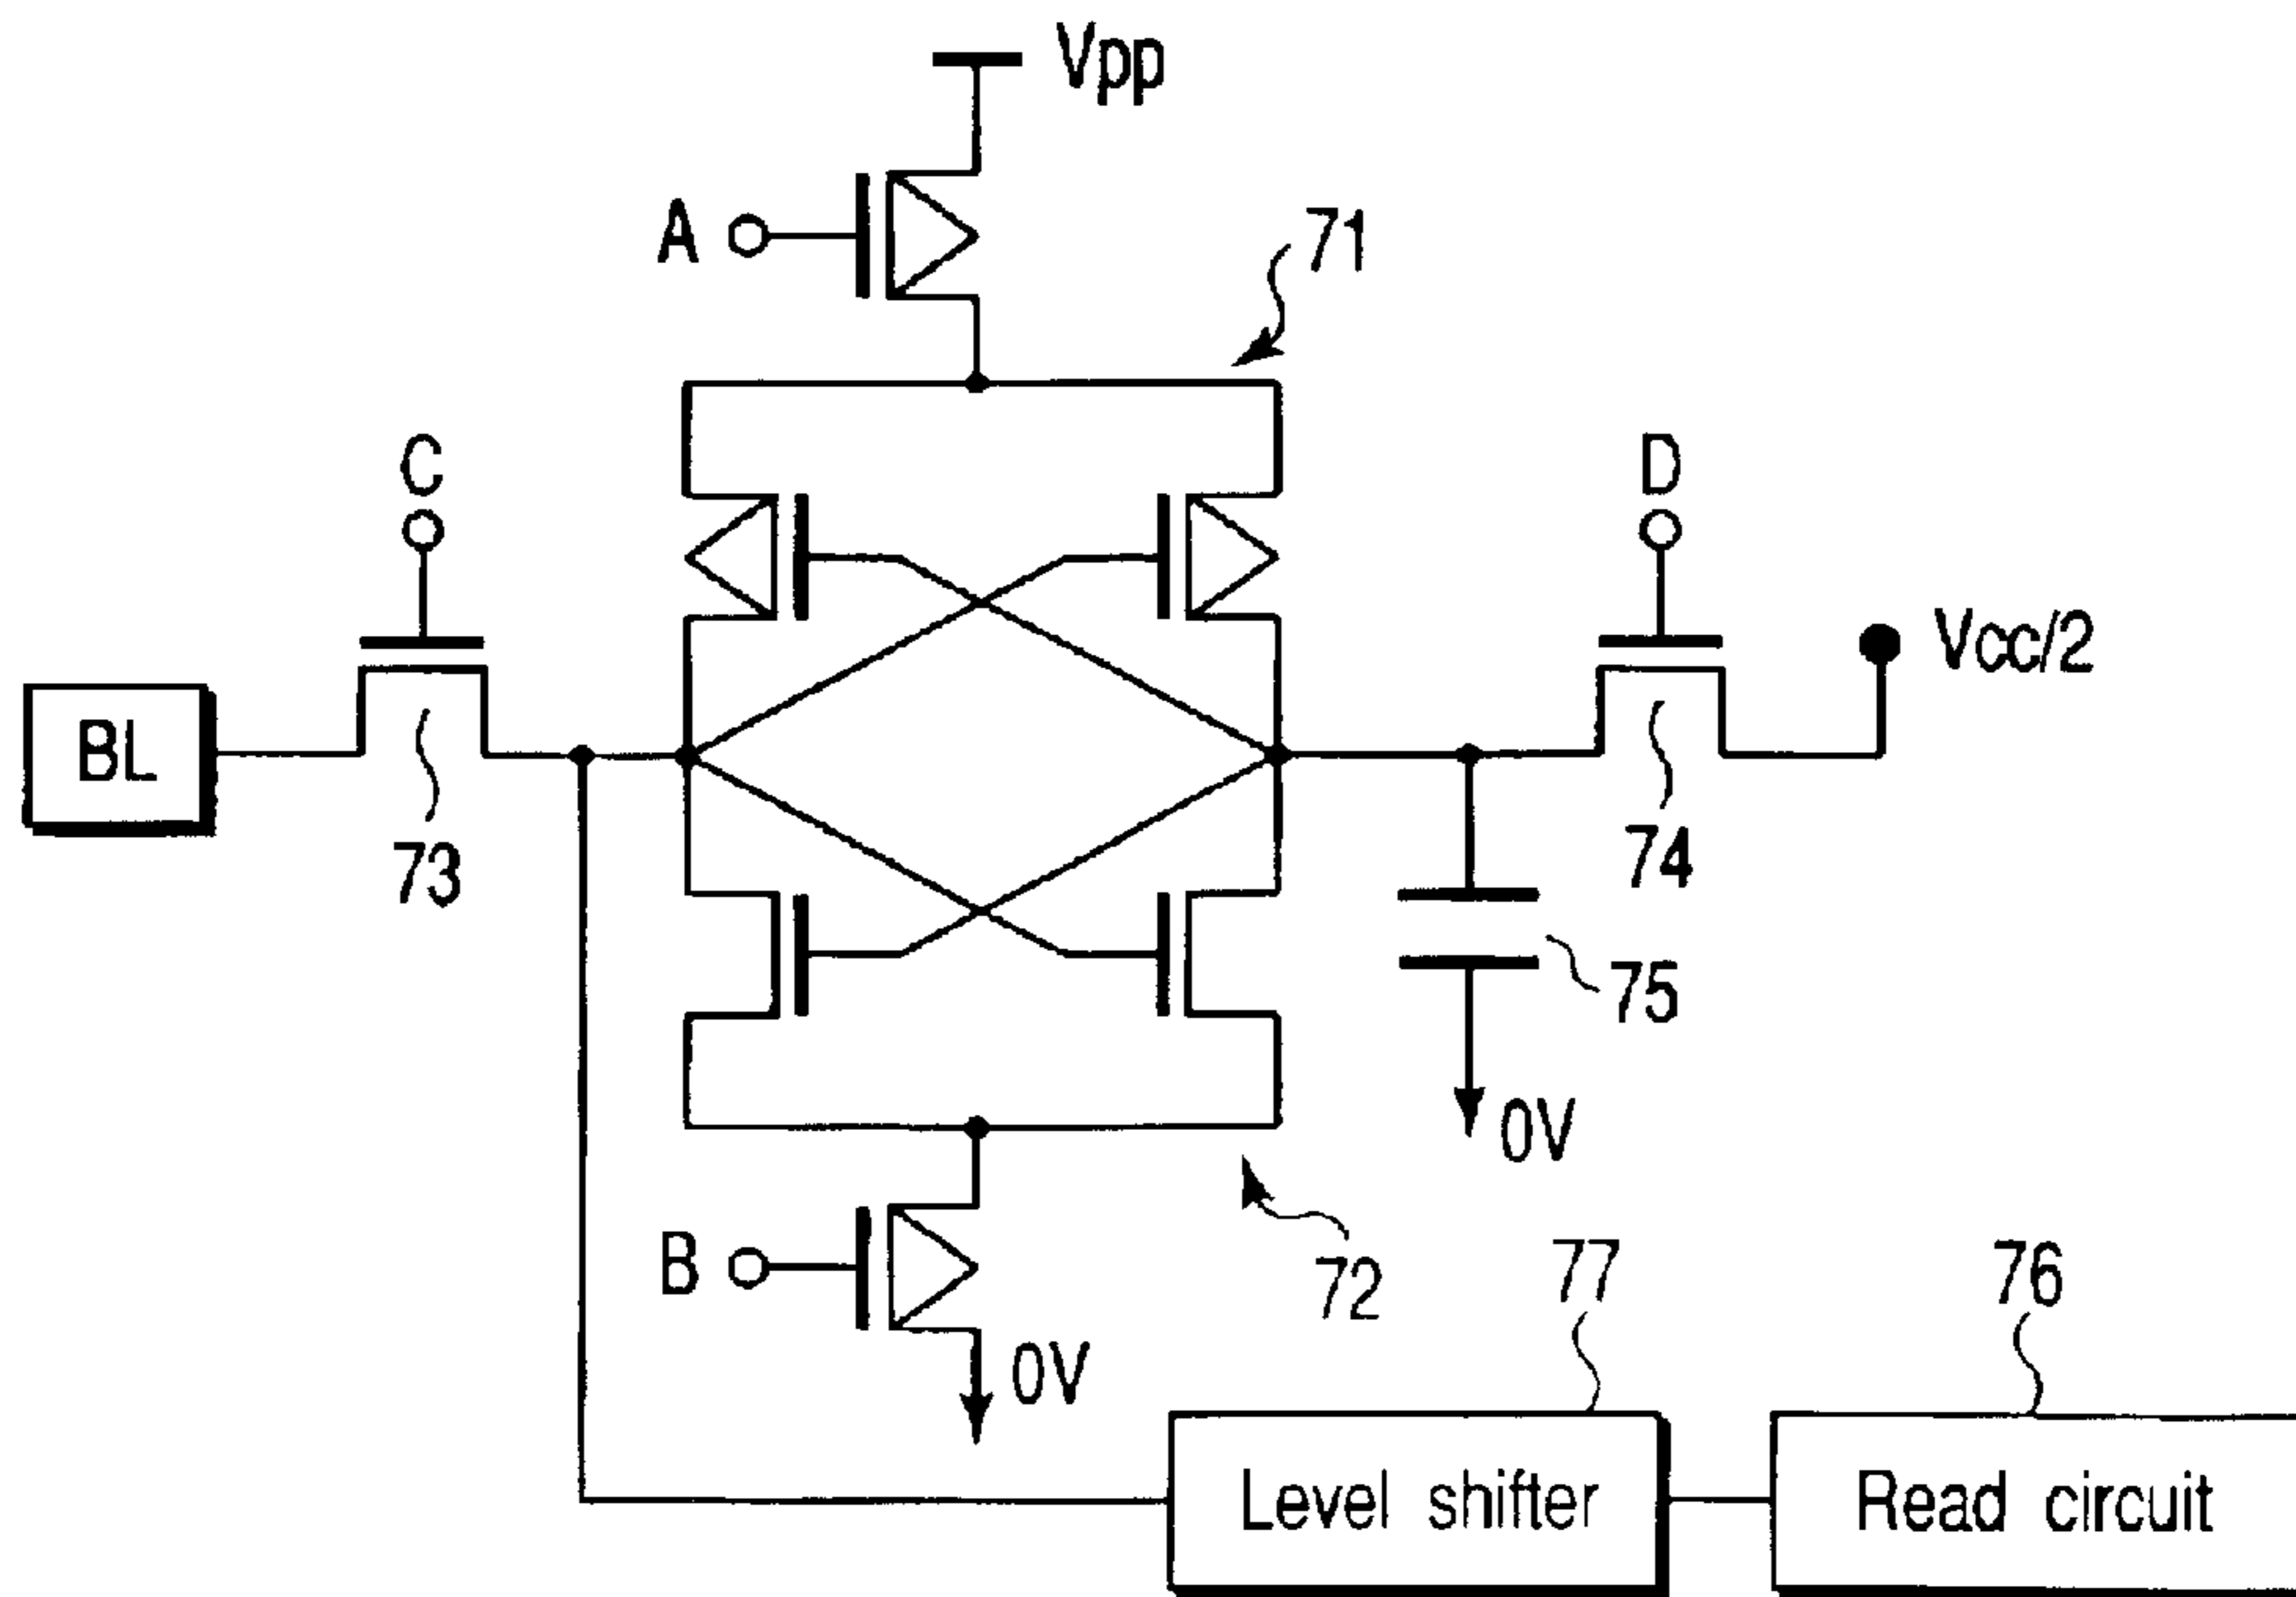 Vpp
A
71
C
D
Vcc/2
BL
73
74
75
0V
B
72
77
76
0V
Level shifter
Read circuit